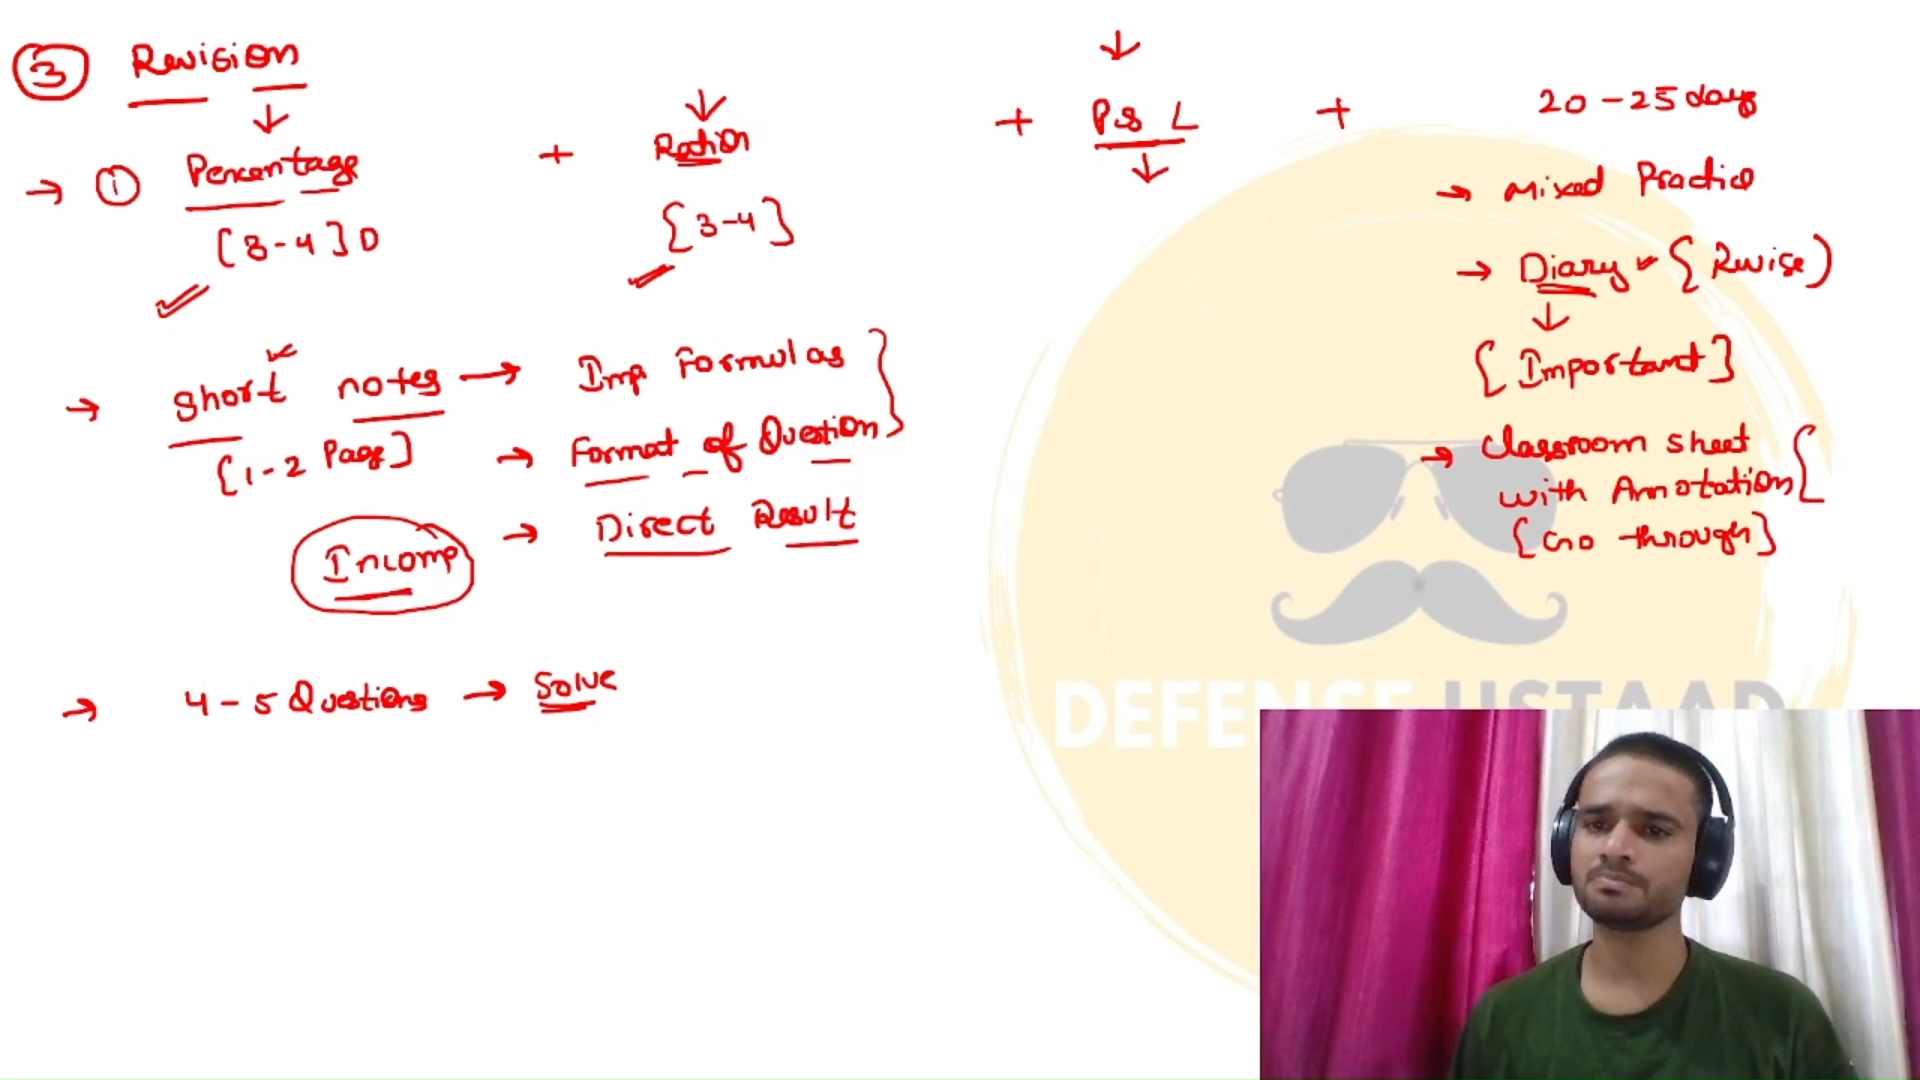 ③ Revision
→ ① Percentage + Ration + P & L + 20-25 days
[3-4] D {3-4]
→ Mixed Practice
→ Diary {Revise)
{Important]
→ short notes → Imp Formulas
[1-2 Page]
→ Format of Question
→ Direct Result
Incomp
→ Classroom sheet
with Annotation
{Go through]
→ 4-5 Questions → Solve
DEFENSE USTAAD